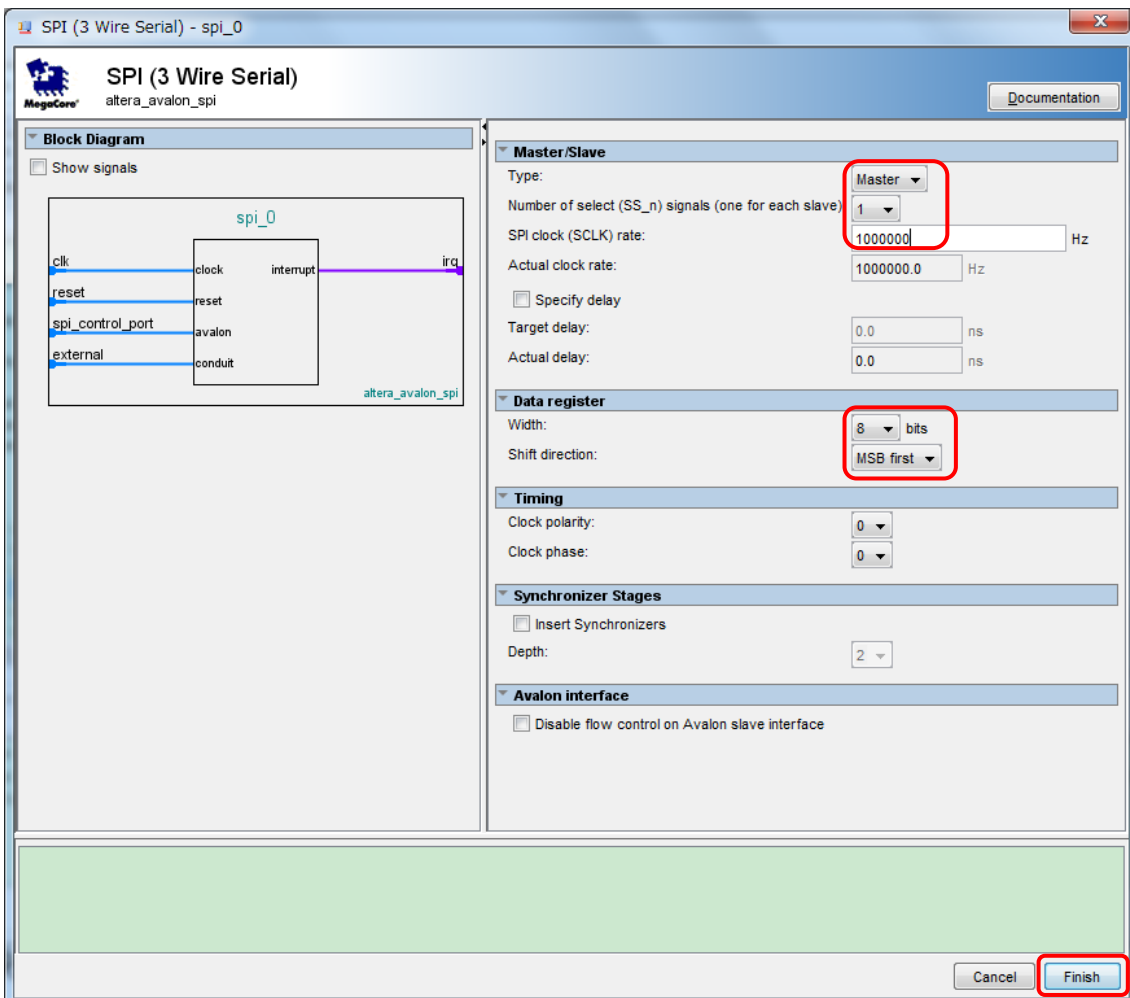 SPI (3 Wire Serial) - spi_0
x
MegaCore®
SPI (3 Wire Serial)
altera_avalon_spi
Documentation
Block Diagram
Show signals
spi_0
clk
clock
interrupt
irq
reset
reset
spi_control_port
avalon
external
conduit
altera_avalon_spi
Master/Slave
Type: Master
Number of select (SS_n) signals (one for each slave) 1
SPI clock (SCLK) rate: 1000000 Hz
Actual clock rate: 1000000.0 Hz
Specify delay
Target delay: 0.0 ns
Actual delay: 0.0 ns
Data register
Width: 8 bits
Shift direction: MSB first
Timing
Clock polarity: 0
Clock phase: 0
Synchronizer Stages
Insert Synchronizers
Depth: 2
Avalon interface
Disable flow control on Avalon slave interface
Cancel Finish